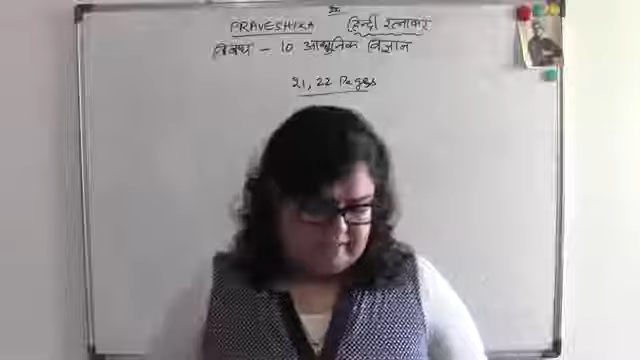 PRAVESHIKA हिन्दी रत्नाकर
निबंध - 10 आधुनिक विज्ञान
21, 22 Pages